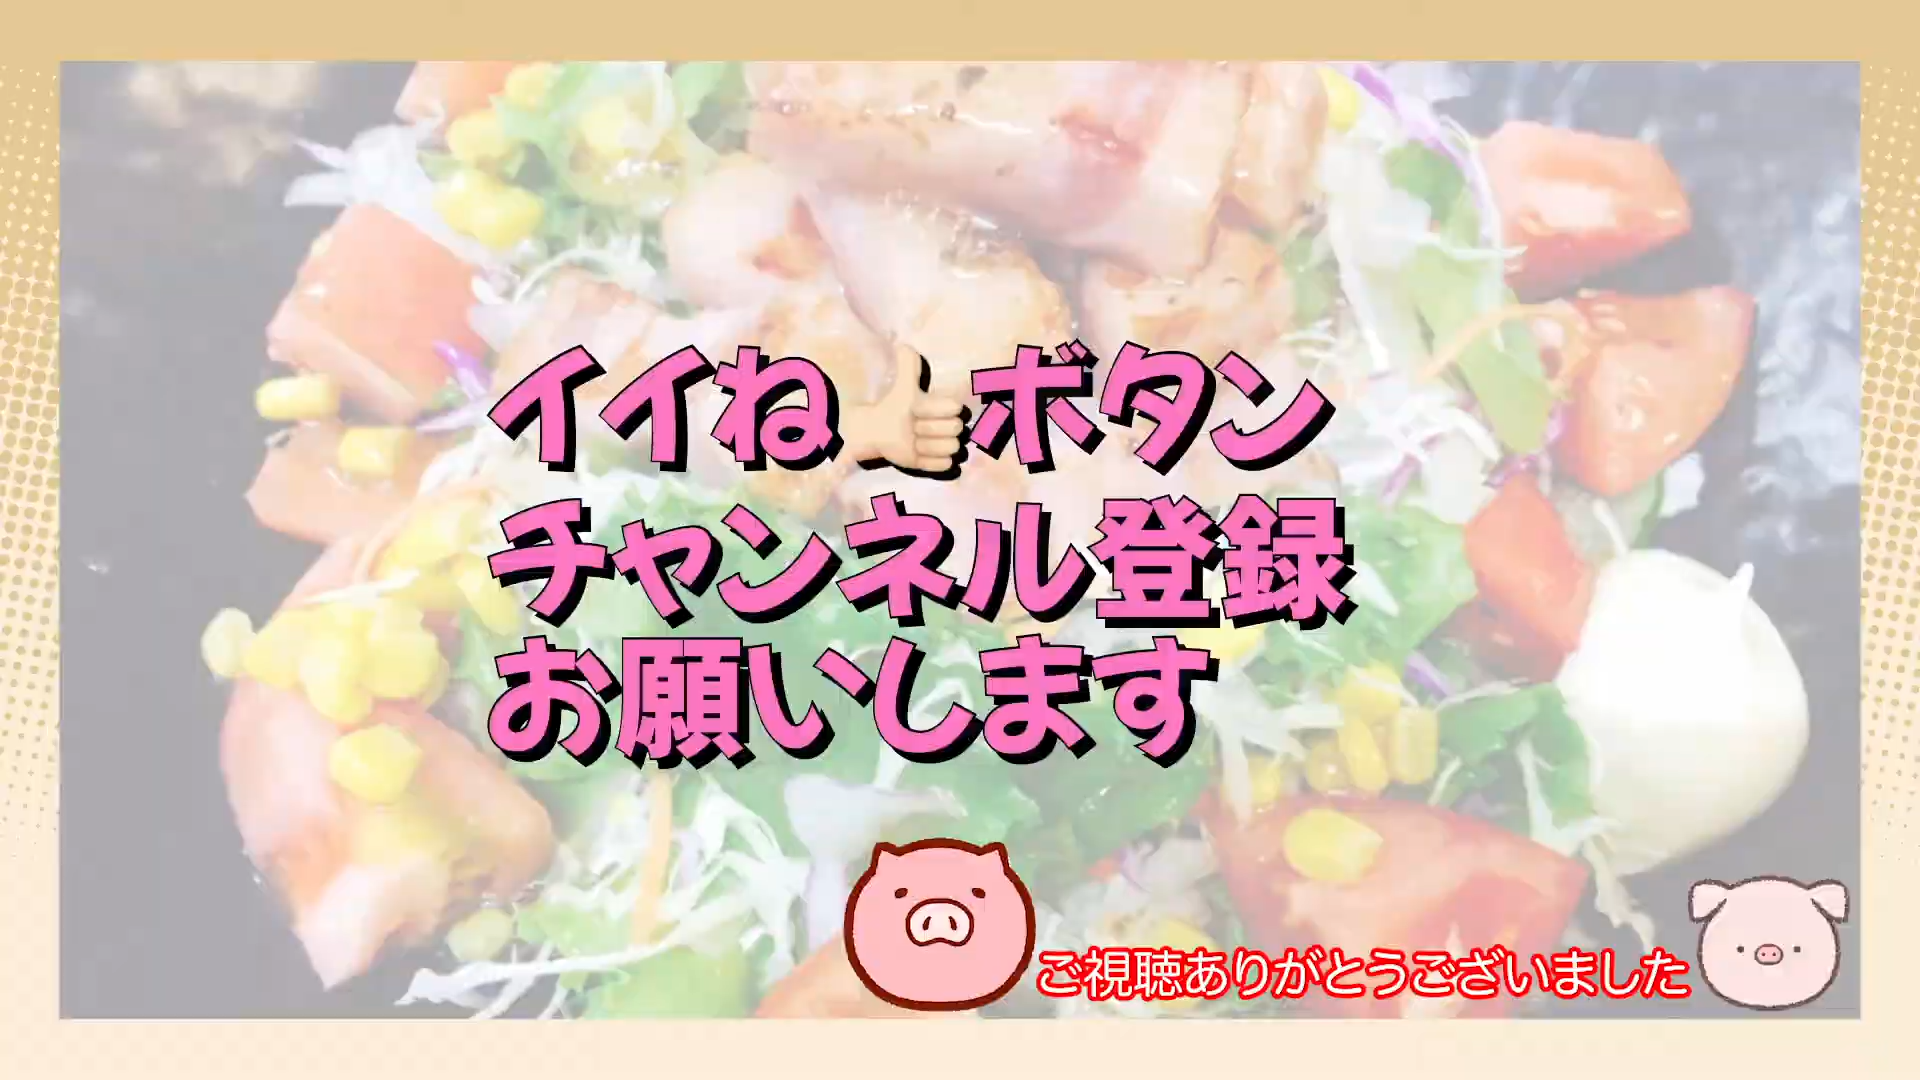 イイね👍🏼ボタン
チャンネル登録
お願いします
ご視聴ありがとうございました